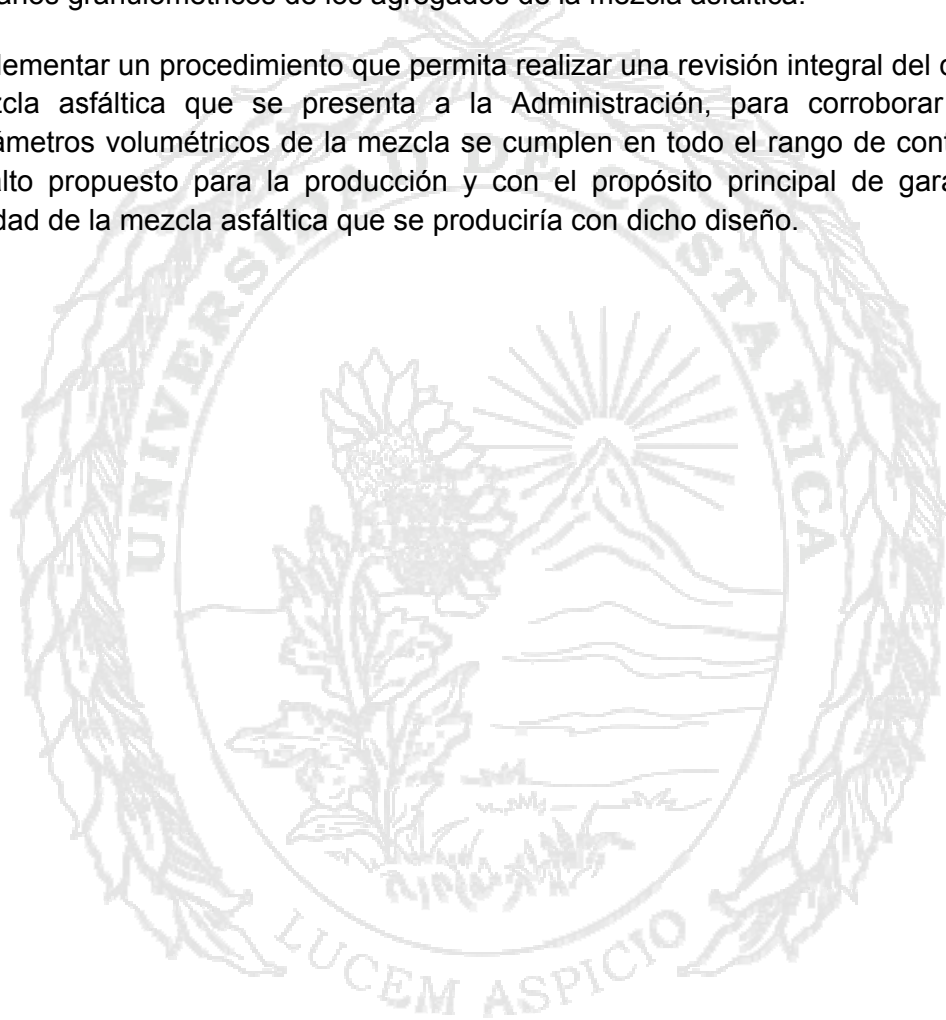 granulométricos de los agregados de la mezcla asfáltica.
lementar un procedimiento que permita realizar una revisión integral del
zcla asfáltica que se presenta a la Administración, para corroborar
ámetros volumétricos de la mezcla se cumplen en todo el rango de cont
alto propuesto para la producción y con el propósito principal de gara
dad de la mezcla asfáltica que se produciría con dicho diseño.
UNIVERSIDAD DE COSTA RICA
LUCEM ASPICIO